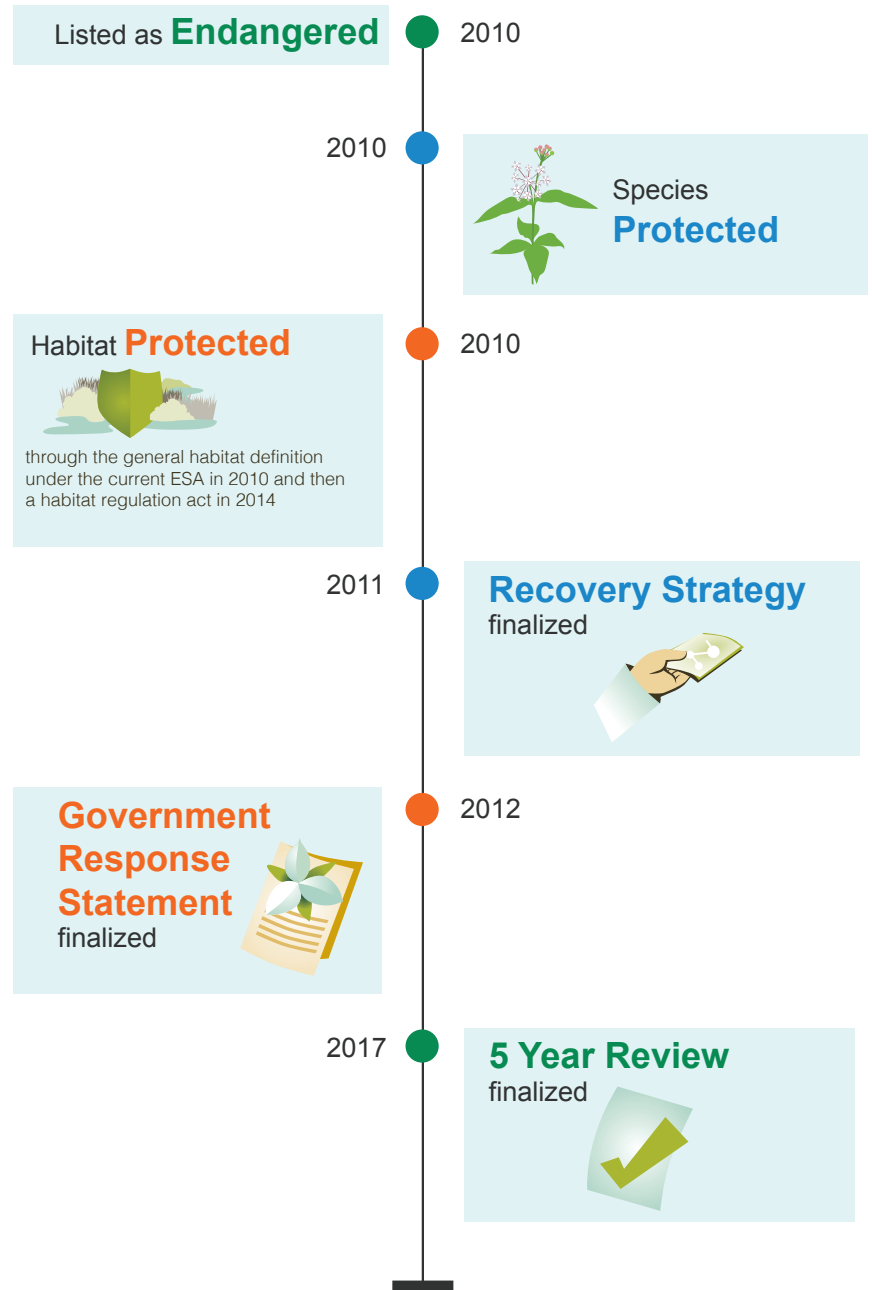 Listed as Endangered
2010
2010
Species
Protected
Habitat Protected
2010
through the general habitat definition
under the current ESA in 2010 and then
a habitat regulation act in 2014
2011
Recovery Strategy
finalized
Government
Response
Statement
finalized
2012
2017
5 Year Review
finalized